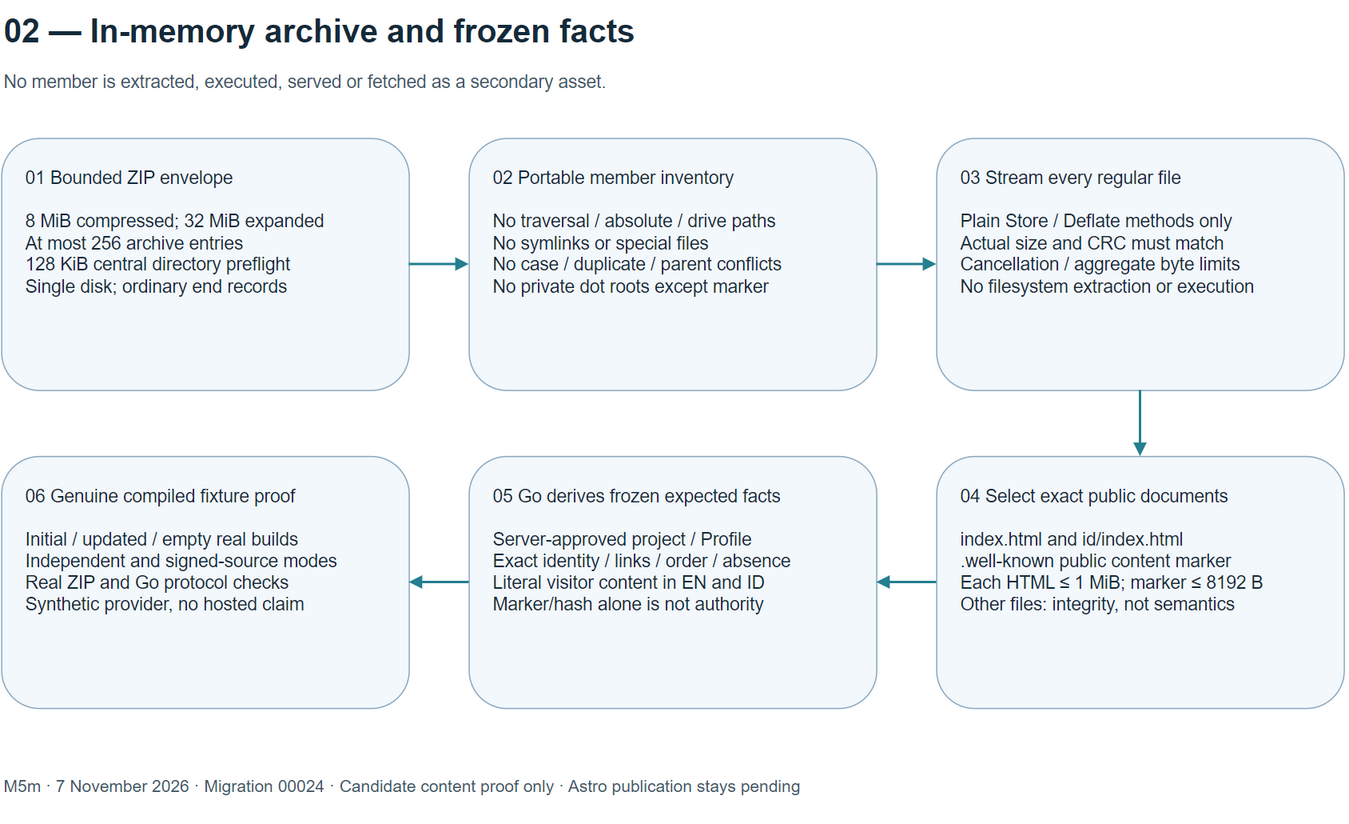 02 — In-memory archive and frozen facts
No member is extracted, executed, served or fetched as a secondary asset.
01 Bounded ZIP envelope
8 MiB compressed; 32 MiB expanded
At most 256 archive entries
128 KiB central directory preflight
Single disk; ordinary end records
02 Portable member inventory
No traversal / absolute / drive paths
No symlinks or special files
No case / duplicate / parent conflicts
No private dot roots except marker
03 Stream every regular file
Plain Store / Deflate methods only
Actual size and CRC must match
Cancellation / aggregate byte limits
No filesystem extraction or execution
04 Select exact public documents
index.html and id/index.html
.well-known public content marker
Each HTML ≤ 1 MiB; marker ≤ 8192 B
Other files: integrity, not semantics
05 Go derives frozen expected facts
Server-approved project / Profile
Exact identity / links / order / absence
Literal visitor content in EN and ID
Marker/hash alone is not authority
06 Genuine compiled fixture proof
Initial / updated / empty real builds
Independent and signed-source modes
Real ZIP and Go protocol checks
Synthetic provider, no hosted claim
M5m · 7 November 2026 · Migration 00024 · Candidate content proof only · Astro publication stays pending